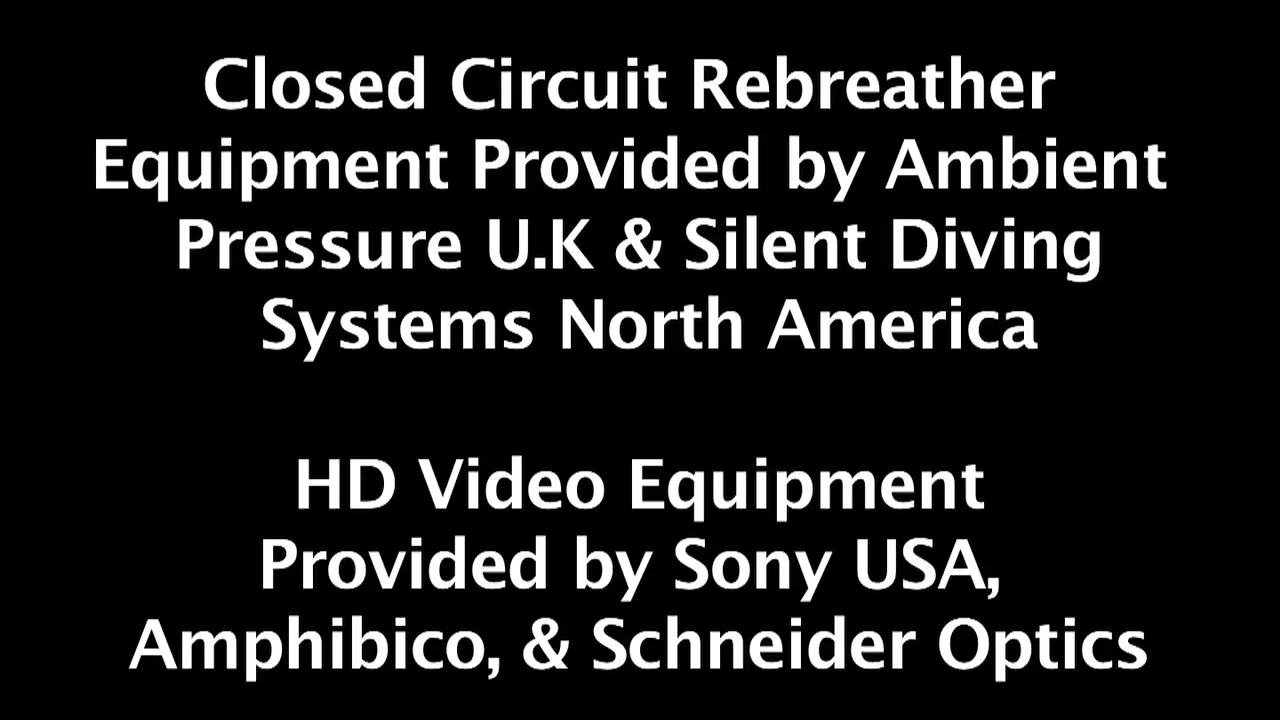 Closed Circuit Rebreather
Equipment Provided by Ambient
Pressure U.K & Silent Diving
Systems North America
HD Video Equipment
Provided by Sony USA,
Amphibico, & Schneider Optics